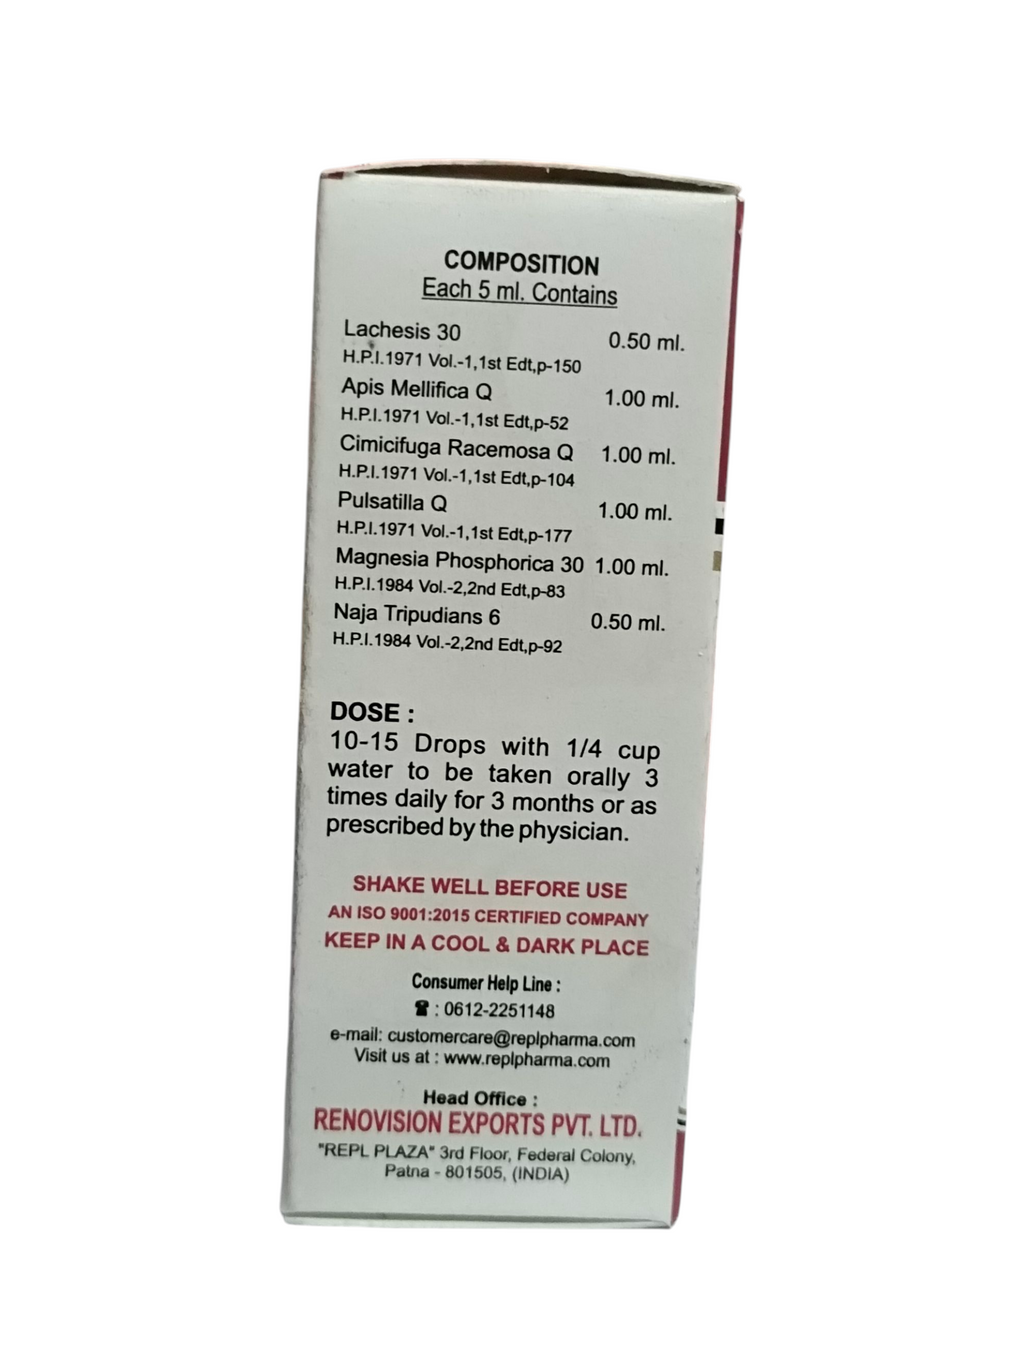 COMPOSITION
Each 5 ml. Contains
Lachesis 30 0.50 ml.
H.P.I.1971 Vol.-1,1st Edt,p-150
Apis Mellifica Q 1.00 ml.
H.P.I.1971 Vol.-1,1st Edt,p-52
Cimicifuga Racemosa Q 1.00 ml.
H.P.I.1971 Vol.-1,1st Edt,p-104
Pulsatilla Q 1.00 ml.
H.P.I.1971 Vol.-1,1st Edt,p-177
Magnesia Phosphorica 30 1.00 ml.
H.P.I.1984 Vol.-2,2nd Edt,p-83
Naja Tripudians 6 0.50 ml.
H.P.I.1984 Vol.-2,2nd Edt,p-92
DOSE :
10-15 Drops with 1/4 cup
water to be taken orally 3
times daily for 3 months or as
prescribed by the physician.
SHAKE WELL BEFORE USE
AN ISO 9001:2015 CERTIFIED COMPANY
KEEP IN A COOL & DARK PLACE
Consumer Help Line :
☎ : 0612-2251148
e-mail: customercare@replpharma.com
Visit us at : www.replpharma.com
Head Office :
RENOVISION EXPORTS PVT. LTD.
"REPL PLAZA" 3rd Floor, Federal Colony,
Patna - 801505, (INDIA)